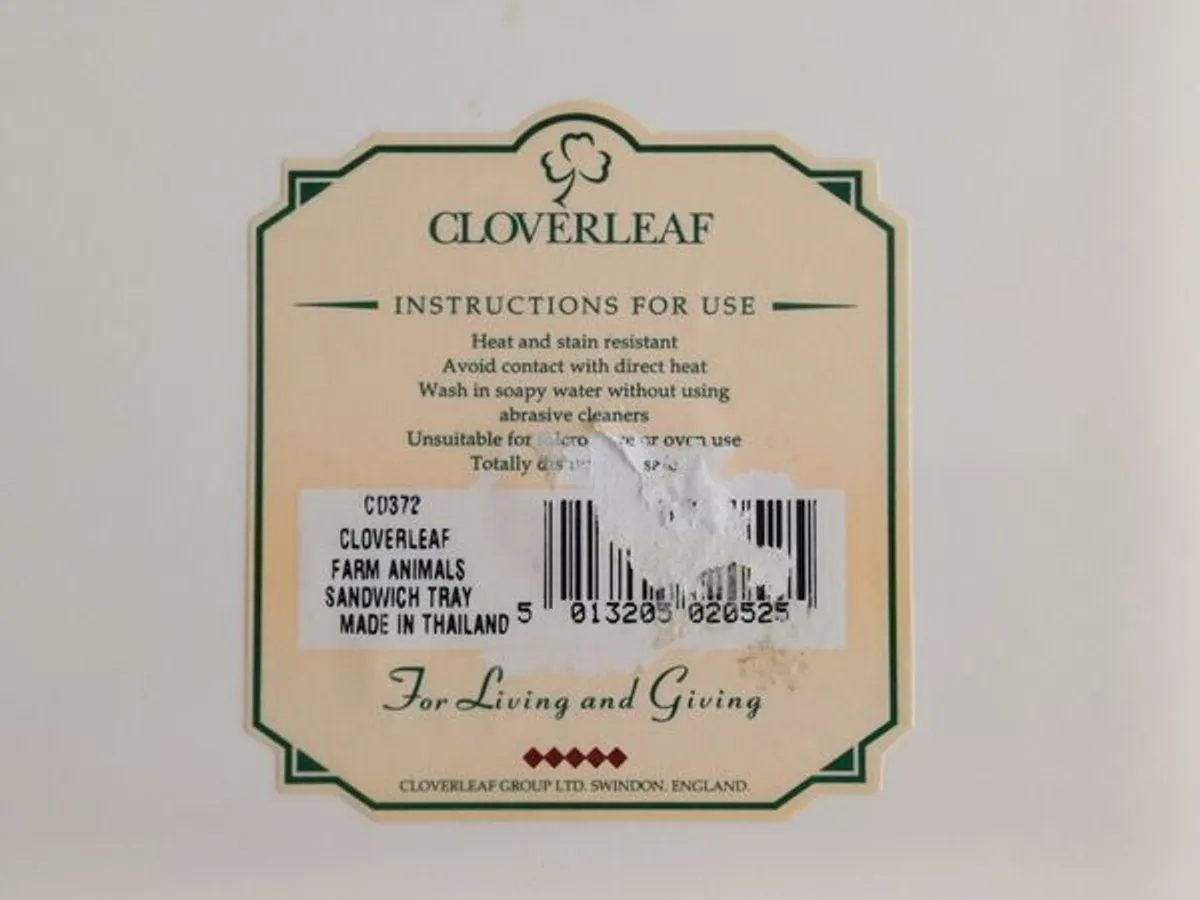 CLOVERLEAF
INSTRUCTIONS FOR USE
Heat and stain resistant
Avoid contact with direct heat
Wash in soapy water without using
abrasive cleaners
Unsuitable for or oven use
Totally safe
CD372
CLOVERLEAF
FARM ANIMALS
SANDWICH TRAY
MADE IN THAILAND
5 013205 020525
For Living and Giving
CLOVERLEAF GROUP LTD. SWINDON. ENGLAND.